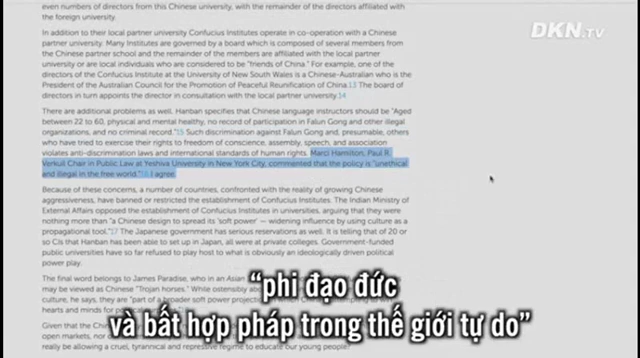 even numbers of directors from this Chinese university, with the remainder of the directors affiliated with
the foreign university.
DKN.TV
In addition to their local partner university Confucius Institutes operate in co-operation with a Chinese
partner university. Many Institutes are governed by a board which is composed of several members from
the Chinese partner school and the remainder of the members are affiliated with the local partner
university or are local individuals who are considered to be "friends of China." For example, one of the
directors of the Confucius Institute at the University of New South Wales is a Chinese-Australian who is the
President of the Australian Council for the Promotion of Peaceful Reunification of China.13 The board of
directors in turn appoints the director in consultation with the local partner university.14
There are additional problems as well. Hanban specifies that Chinese language instructors should be "Aged
between 22 to 60, physical and mental healthy, no record of participation in Falun Gong and other illegal
organizations, and no criminal record."15 Such discrimination against Falun Gong and, presumable, others
who have tried to exercise their rights to freedom of conscience, assembly, speech, and association
violates anti-discrimination laws and international standards of human rights. Marci Hamilton, Paul R.
Verkuil Chair in Public Law at Yeshiva University in New York City, commented that the policy is "unethical
and illegal in the free world."16 I agree.
Because of these concerns, a number of countries, confronted with the reality of growing Chinese
aggressiveness, have banned or restricted the establishment of Confucius Institutes. The Indian Ministry of
External Affairs opposed the establishment of Confucius Institutes in universities, arguing that they were
nothing more than "a Chinese design to spread its 'soft power' — widening influence by using culture as a
propagational tool."17 The Japanese government has serious reservations as well. It is telling that of 20 or
so CIs that Hanban has been able to set up in Japan, all were at private colleges. Government-funded
public universities have so far refused to play host to what is obviously an ideologically driven political
power play.
The final word belongs to James Paradise, who in an Asian
may be viewed as Chinese "Trojan horses." While ostensibly abo
culture, he says, they are "part of a broader soft power projec
hearts and minds for political
"phi đạo đức
và bất hợp pháp trong thế giới tự do"
Given that the Ch
open markets, nor d
really be allowing a cruel, tyrannical and repressive regime to educate our young people?